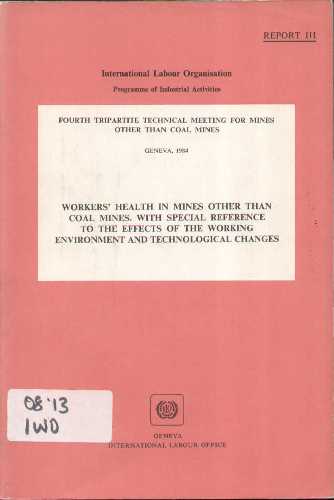 REPORT III
International Labour Organisation
Programme of Industrial Activities
FOURTH TRIPARTITE TECHNICAL MEETING FOR MINES
OTHER THAN COAL MINES
GENEVA, 1984
WORKERS' HEALTH IN MINES OTHER THAN
COAL MINES, WITH SPECIAL REFERENCE
TO THE EFFECTS OF THE WORKING
ENVIRONMENT AND TECHNOLOGICAL CHANGES
08·13
IWD
GENEVA
INTERNATIONAL LABOUR OFFICE